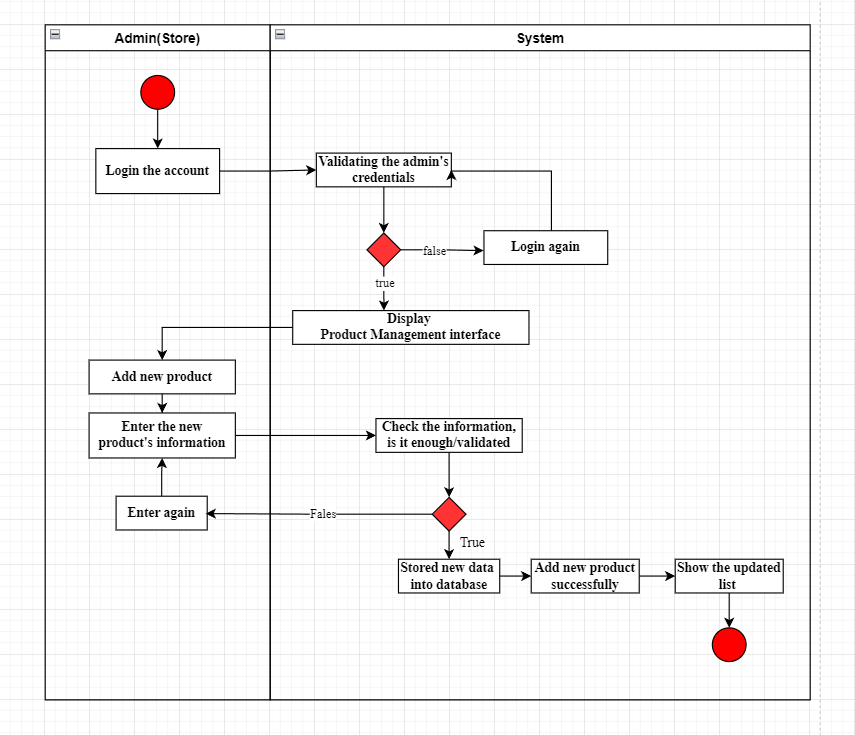 Admin(Store)
System
Login the account
Validating the admin's
credentials
false
Login again
true
Display
Product Management interface
Add new product
Enter the new
product's information
Check the information,
is it enough/validated
Enter again
Fales
True
Stored new data
into database
Add new product
successfully
Show the updated
list